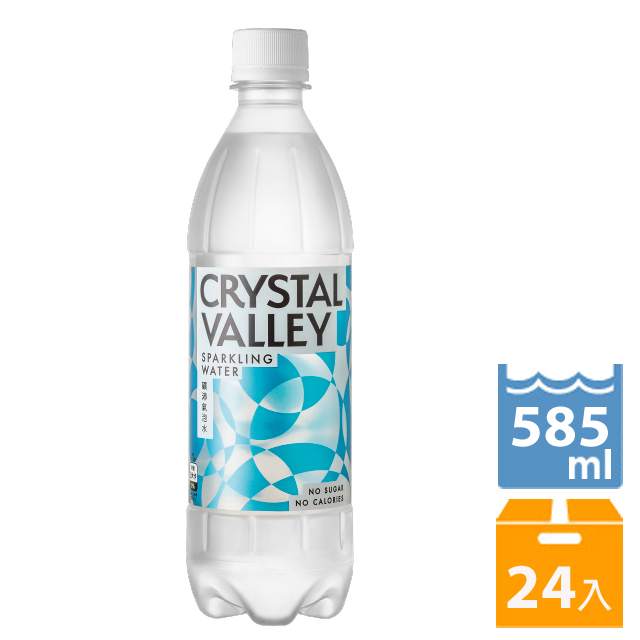 CRYSTAL
VALLEY
SPARKLING
WATER
礦沛氣泡水
NO SUGAR
NO CALORIES
585
ml
24入